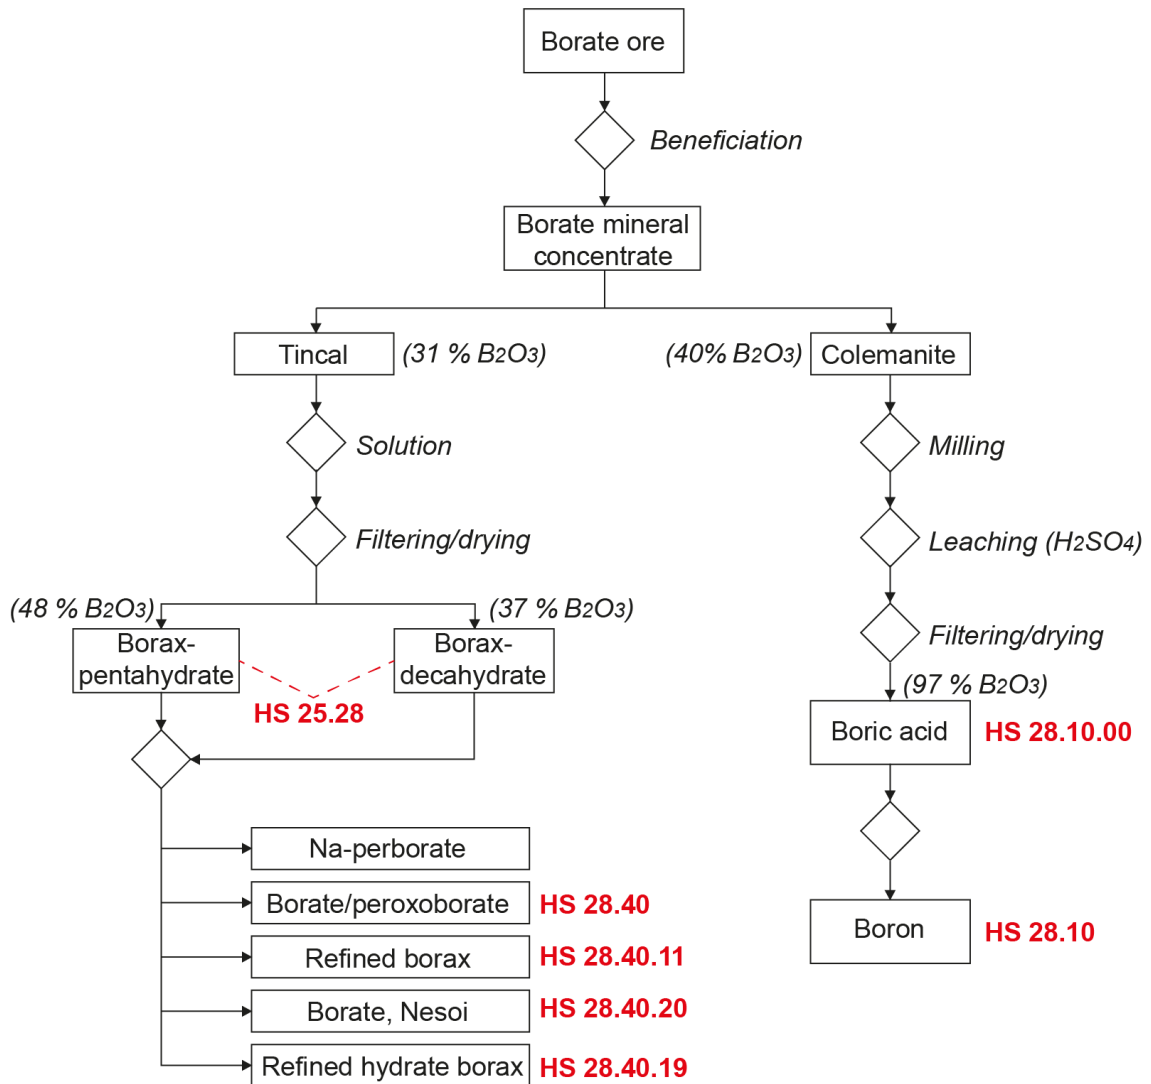 Borate ore
Beneficiation
Borate mineral
concentrate
Tincal
(31 % B2O3)
(40% B2O3)
Colemanite
Solution
Milling
Filtering/drying
Leaching (H2SO4)
(48 % B2O3)
(37 % B2O3)
Filtering/drying
Borax-
pentahydrate
Borax-
decahydrate
HS 25.28
(97 % B2O3)
Boric acid
HS 28.10.00
Na-perborate
Borate/peroxoborate
HS 28.40
Boron
HS 28.10
Refined borax
HS 28.40.11
Borate, Nesoi
HS 28.40.20
Refined hydrate borax
HS 28.40.19